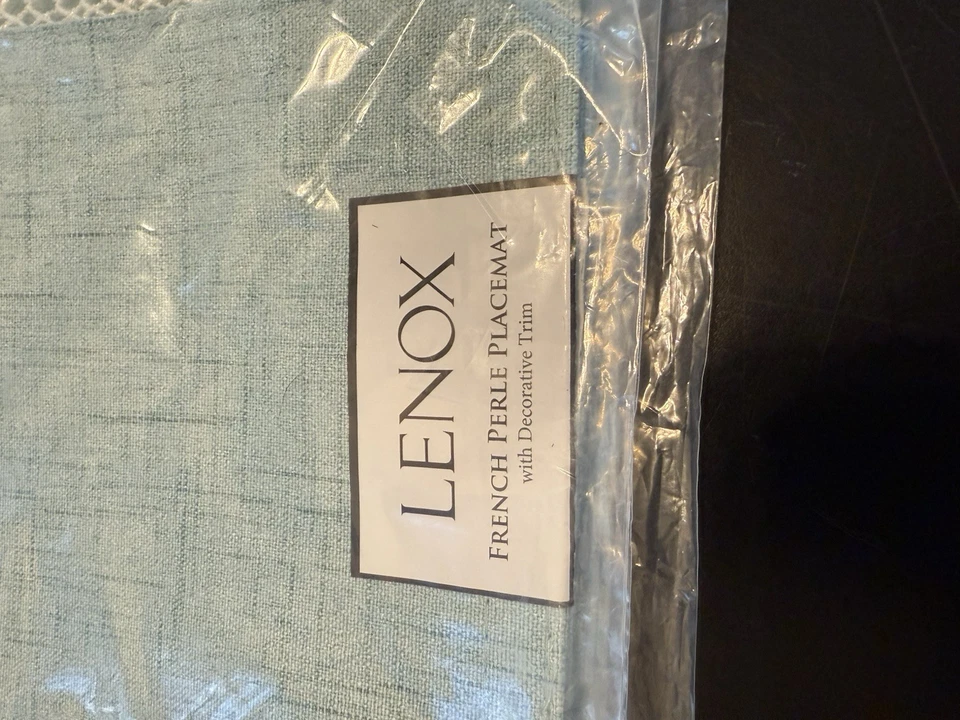 LENOX
FRENCH PERLE PLACEMAT
with Decorative Trim